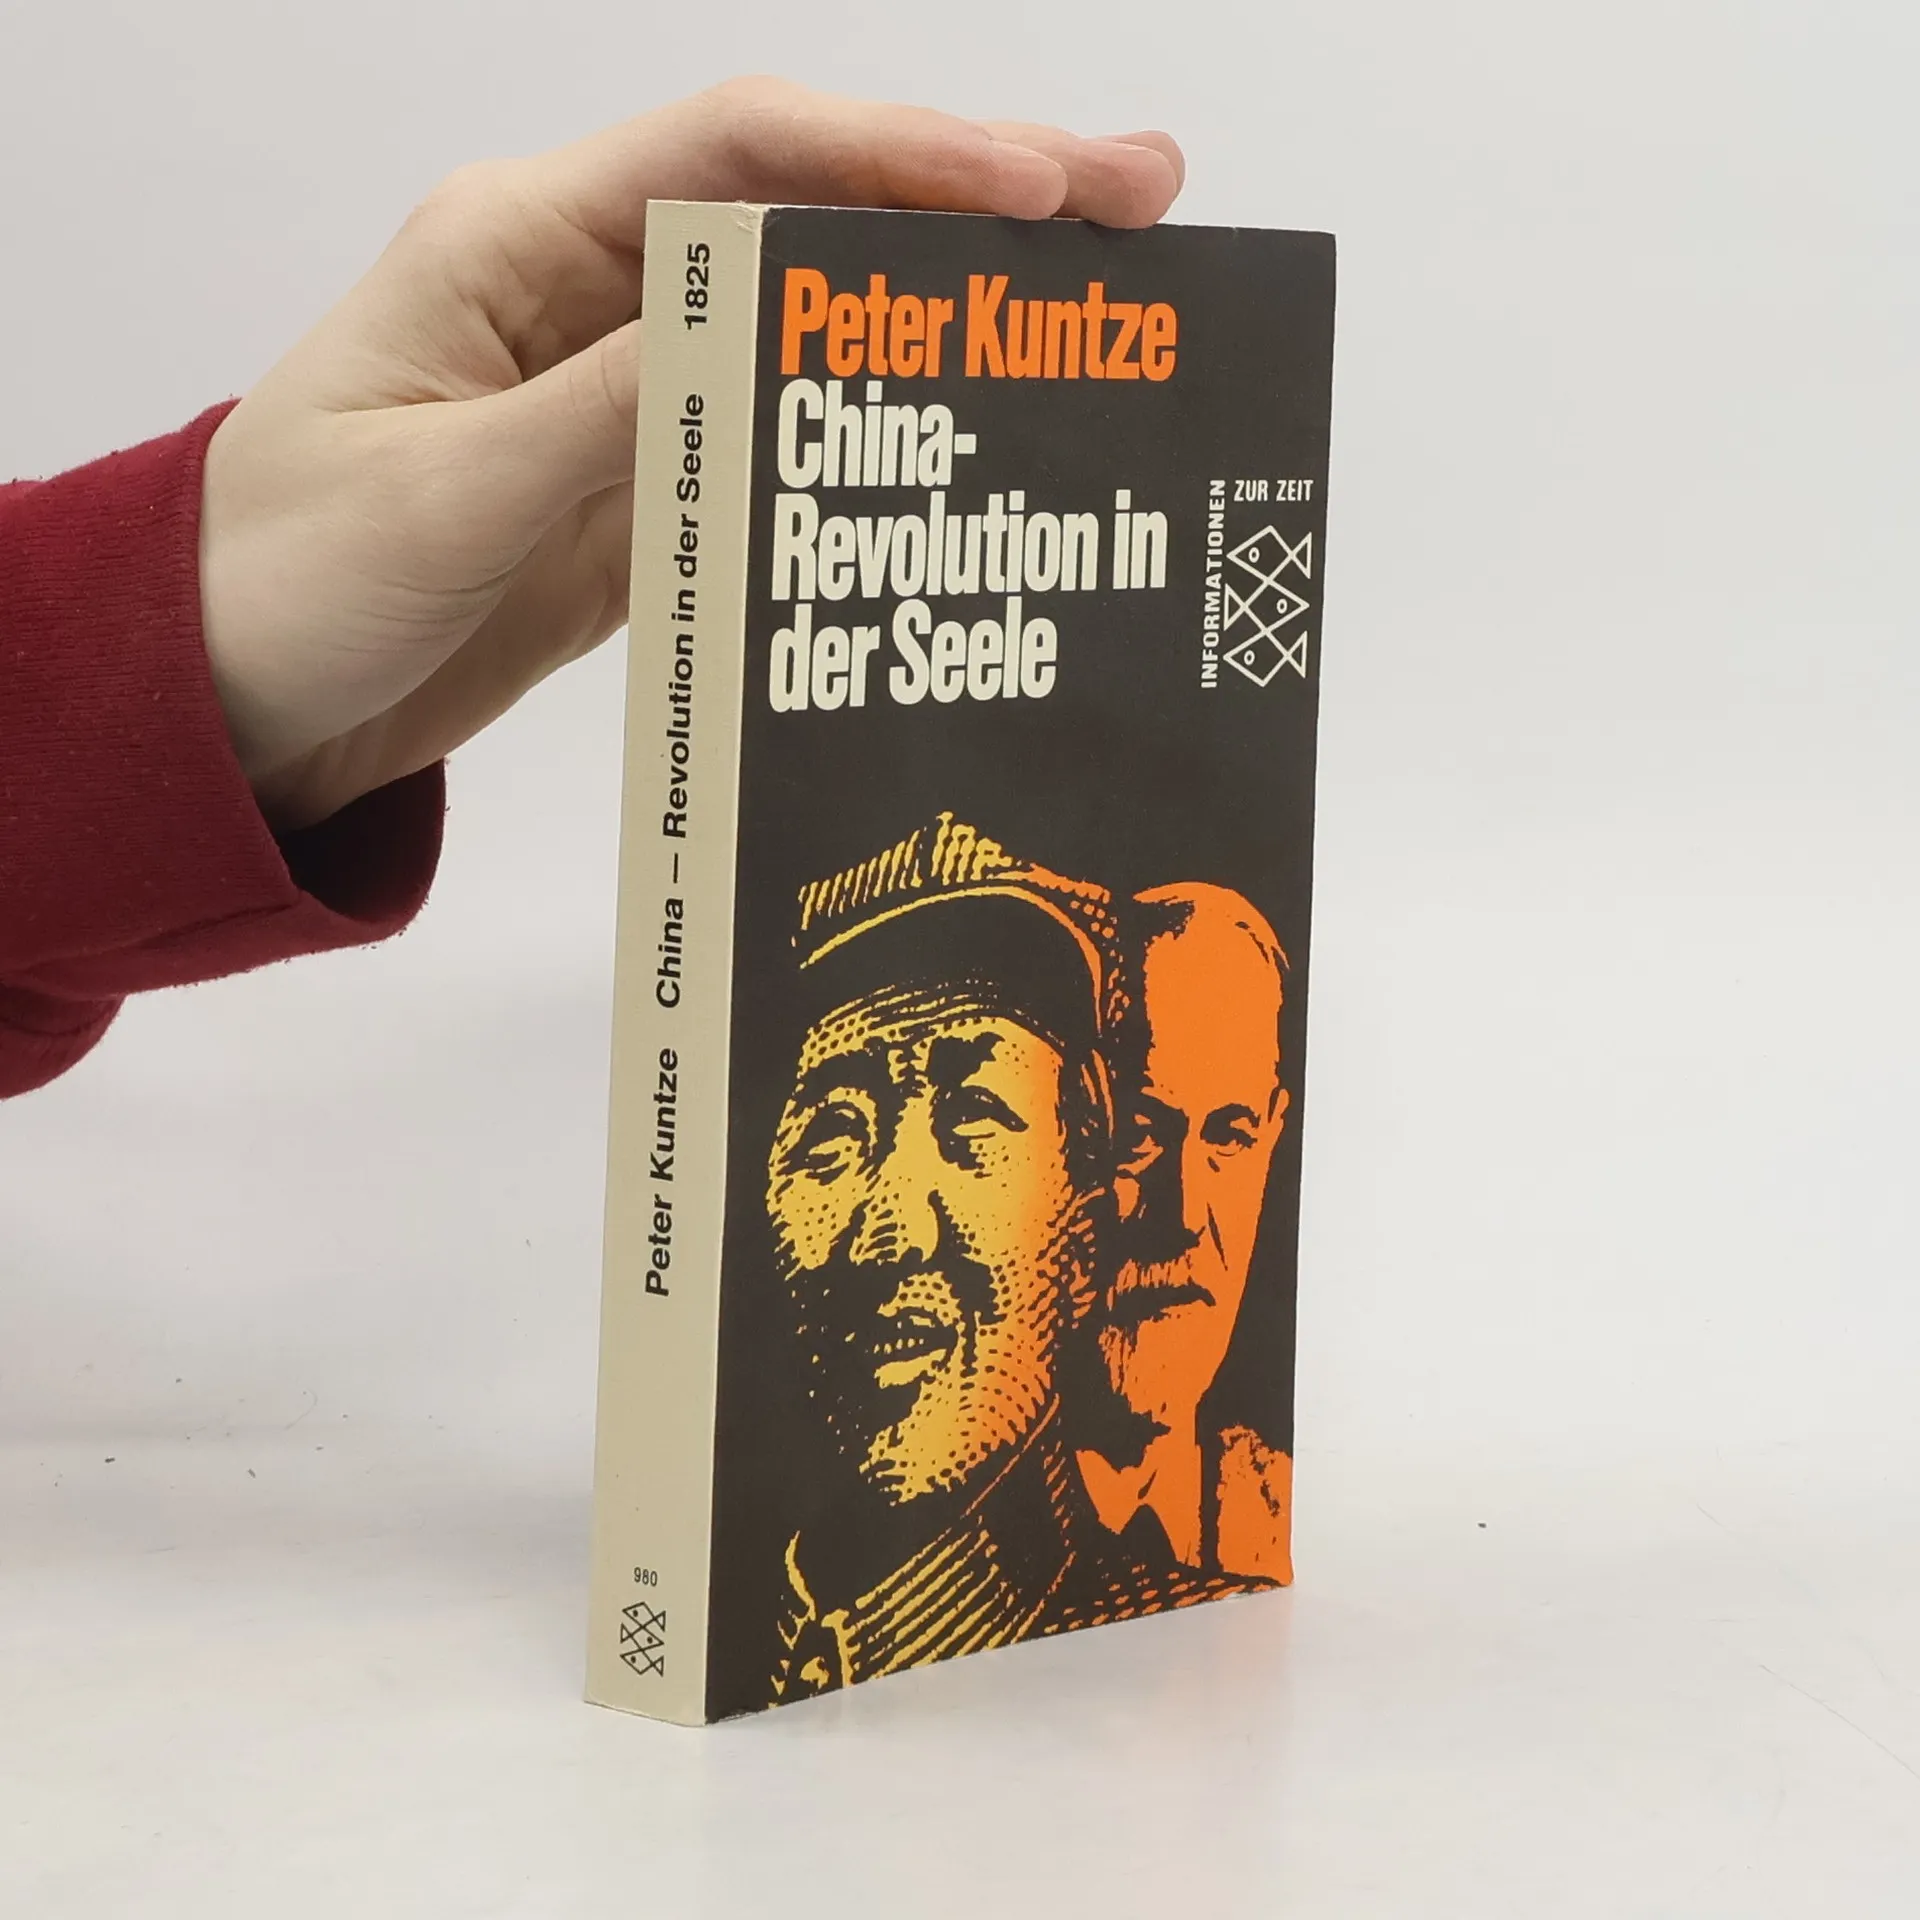 Peter Kuntze
China-
Revolution in
der Seele
INFORMATIONEN
ZUR ZEIT
Peter Kuntze China – Revolution in der Seele 1825
980